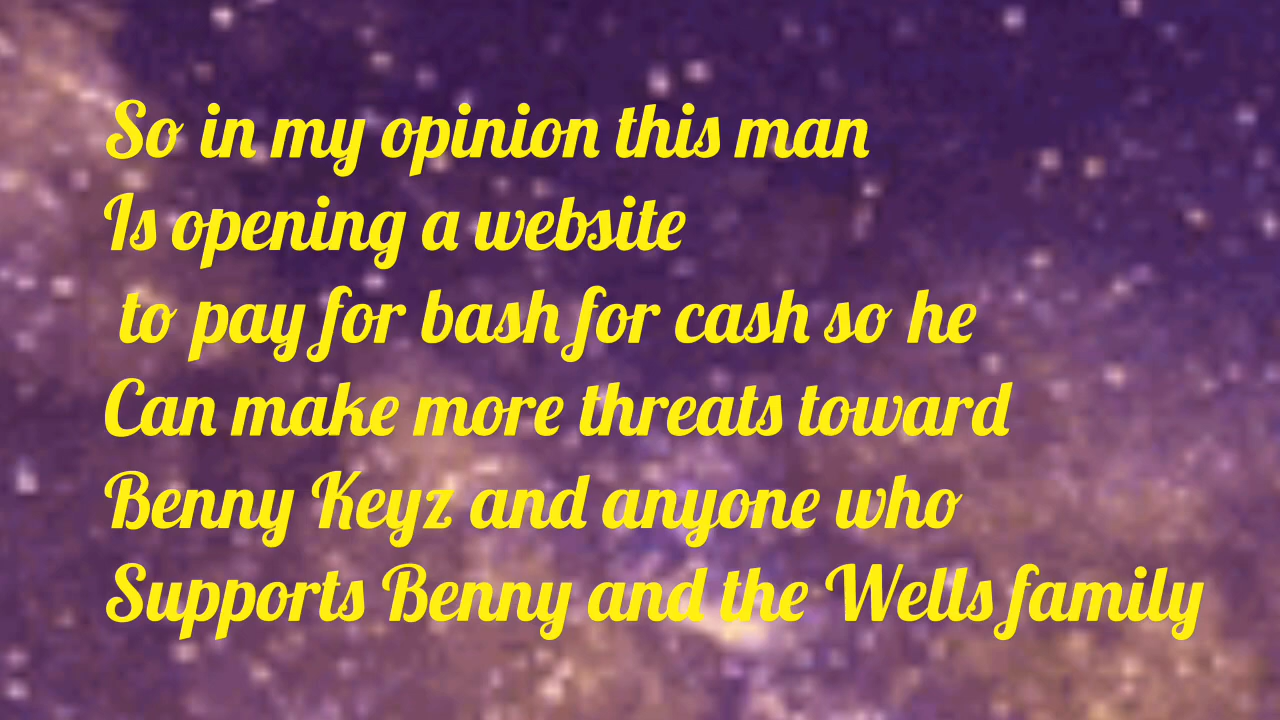 So in my opinion this man
Is opening a website
to pay for bash for cash so he
Can make more threats toward
Benny Keyz and anyone who
Supports Benny and the Wells family